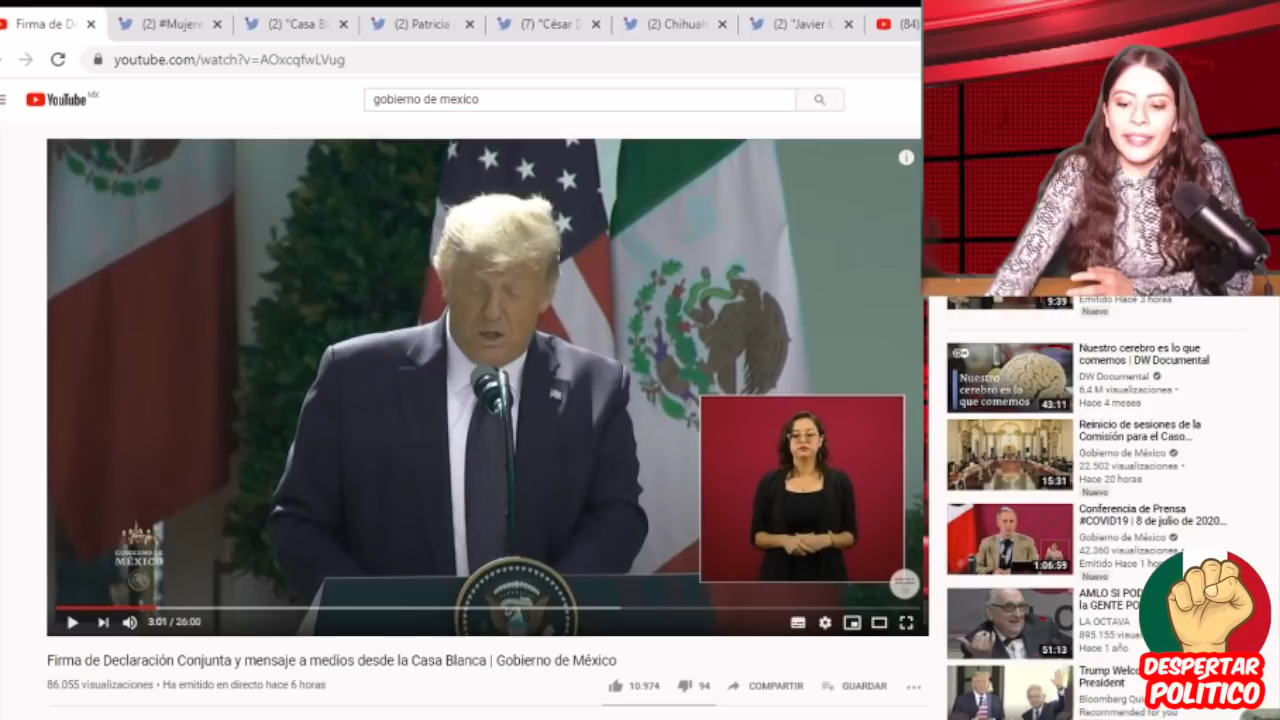 Firma de D
(2) #Mujere
(2) "Casa B
(2) Patricia
(7) "César D
(2) Chihual
(2) "Javier C
(84)
youtube.com/watch?v=AOxcqfwLVug
YouTube MX
gobierno de mexico
GOBIERNO DE
MÉXICO
3:01 / 26:00
Firma de Declaración Conjunta y mensaje a medios, desde la Casa Blanca | Gobierno de México
86.055 visualizaciones • Ha emitido en directo hace 6 horas
94
COMPARTIR
GUARDAR
9:39
Emitido Hace 3 horas
Nuevo
DW
Nuestro
cerebro es lo
que comemos
43:11
Nuestro cerebro es lo que
comemos | DW Documental
DW Documental
6,4 M visualizaciones •
Hace 4 meses
15:31
Reinicio de sesiones de la
Comisión para el Caso...
Gobierno de México
22.502 visualizaciones •
Hace 20 horas
Nuevo
1:06:59
Conferencia de Prensa
#COVID19 | 8 de julio de 2020...
Gobierno de México
42.360 visualizaciones •
Emitido Hace 1 hor
Nuevo
51:13
AMLO SI POD
la GENTE PO
LA OCTAVA
895.155 visual
Hace 1 año
Trump Welco
President
Bloomberg Qui
Recommended for you
DESPERTAR
POLÍTICO